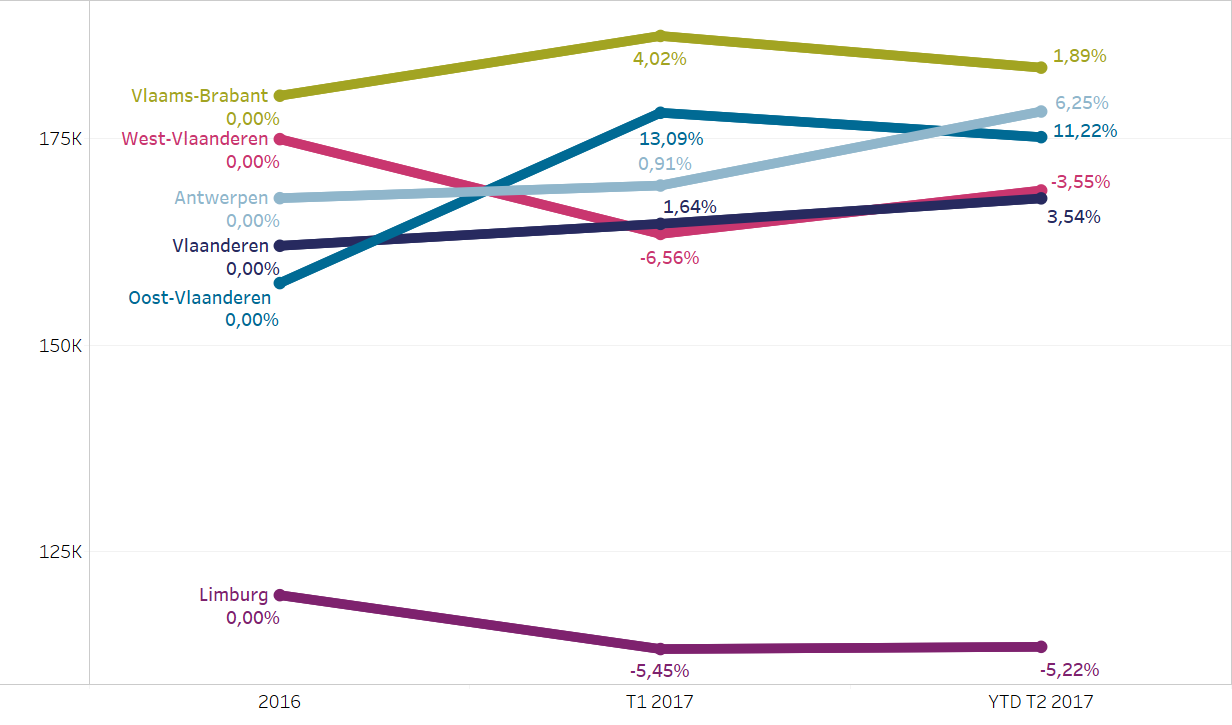 1,89%
4,02%
Vlaams-Brabant
0,00%
6,25%
11,22%
175K
West-Vlaanderen
0,00%
13,09%
0,91%
-3,55%
Antwerpen
0,00%
1,64%
3,54%
Vlaanderen
0,00%
-6,56%
Oost-Vlaanderen
0,00%
150K
125K
Limburg
0,00%
-5,45%
-5,22%
2016
T1 2017
YTD T2 2017